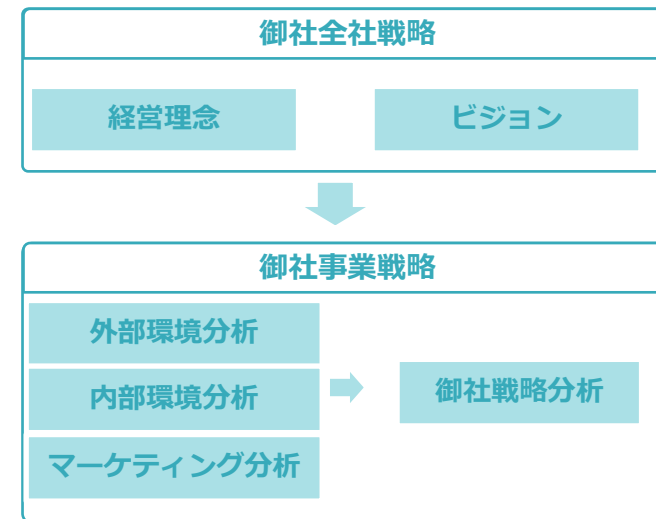 御社全社戦略
経営理念
ビジョン
御社事業戦略
外部環境分析
内部環境分析
マーケティング分析
御社戦略分析